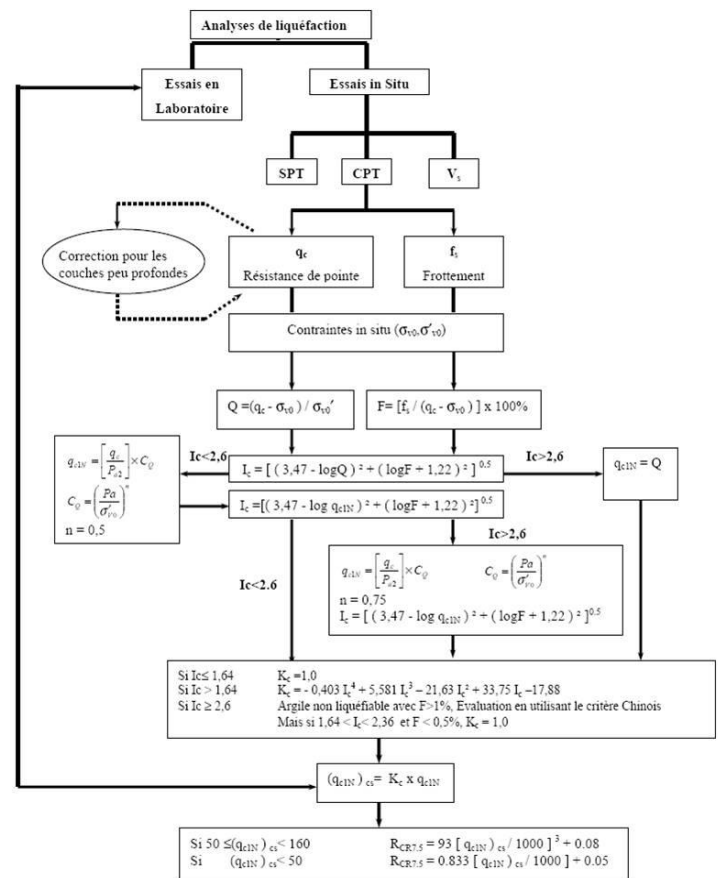 Analyses de liquéfaction
Essais en
Laboratoire
Essais in Situ
SPT
CPT
Vs
Correction pour les
couches peu profondes
qc
Résistance de pointe
fs
Frottement
Contraintes in situ (σv0,σ'v0)
Q =(qc - σv0 ) / σv0'
F= [fs / (qc - σv0 ) ] x 100%
Ic<2,6
Ic>2,6
qc1N = [qc / Pa2] × CQ
CQ = (Pa / σ'v0)^n
n = 0,5
Ic = [ ( 3,47 - logQ ) ² + ( logF + 1,22 ) ² ] 0.5
qc1N = Q
Ic =[( 3,47 - log qc1N ) ² + ( logF + 1,22 ) ²] 0.5
Ic>2,6
Ic<2.6
qc1N = [qc / Pa2] × CQ CQ = (Pa / σ'v0)^n
n = 0,75
Ic = [ ( 3,47 - log qc1N ) ² + ( logF + 1,22 ) ² ]0.5
Si Ic≤ 1,64 Kc =1,0
Si Ic > 1,64 Kc = - 0,403 Ic4 + 5,581 Ic3 – 21,63 Ic² + 33,75 Ic –17,88
Si Ic ≥ 2,6 Argile non liquéfiable avec F>1%, Evaluation en utilisant le critère Chinois
Mais si 1,64 < Ic< 2,36 et F < 0,5%, Kc = 1,0
(qc1N ) cs= Kc x qc1N
Si 50 ≤(qc1N ) cs< 160 RCR7.5 = 93 [ qc1N ) cs / 1000 ] 3 + 0.08
Si (qc1N ) cs< 50 RCR7.5 = 0.833 [ qc1N ) cs / 1000 ] + 0.05